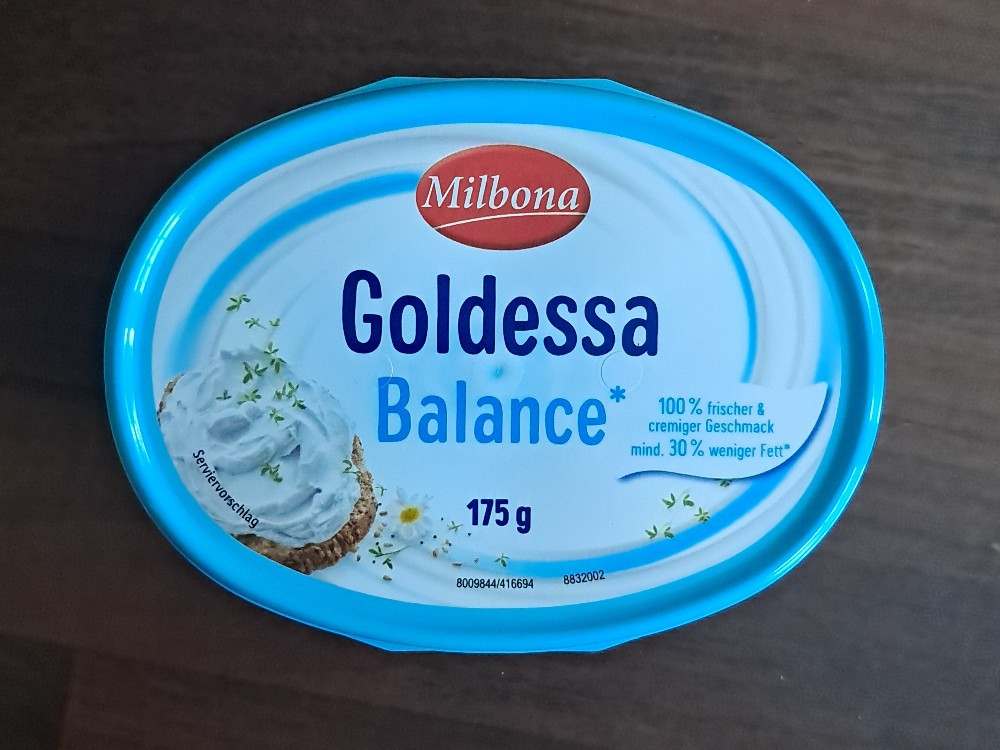 Milbona
Goldessa
Balance*
100 % frischer &
cremiger Geschmack
mind. 30 % weniger Fett*
Serviervorschlag
175 g
8009844/416694 8832002